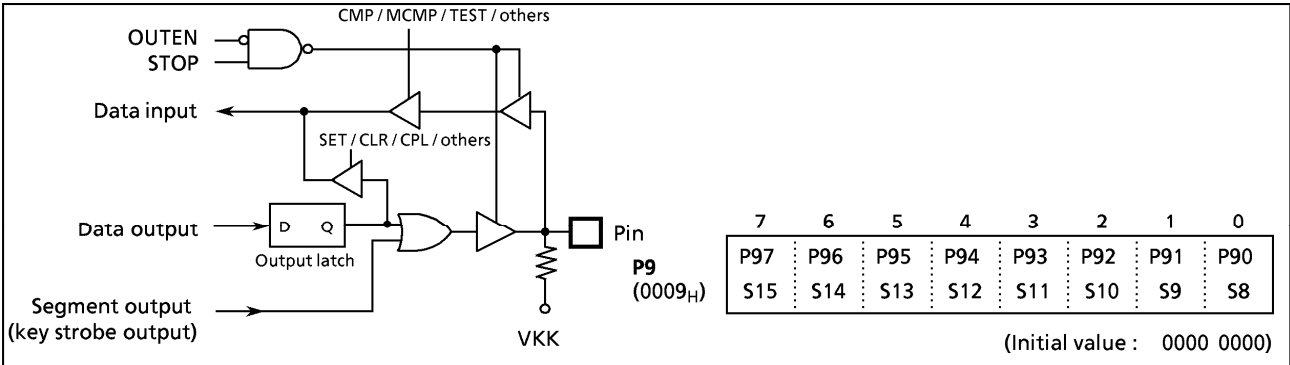 CMP / MCMP / TEST / others
OUTEN
STOP
Data input
SET / CLR / CPL / others
Data output
D Q
Output latch
Pin
Segment output
(key strobe output)
VKK
P9
(0009H)
7 6 5 4 3 2 1 0
P97 P96 P95 P94 P93 P92 P91 P90
S15 S14 S13 S12 S11 S10 S9 S8
(Initial value : 0000 0000)